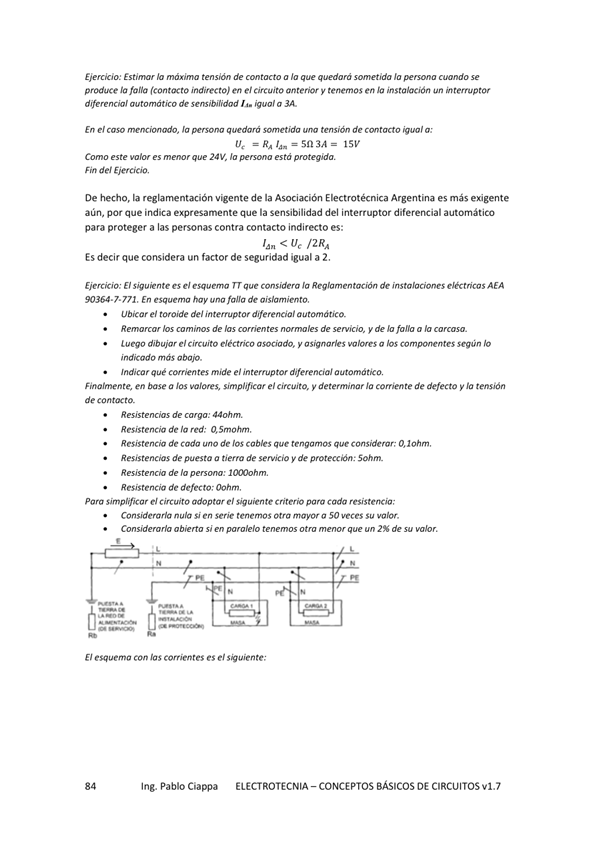 Ejercicio: Estimar la máxima tensión de contacto a la que quedará sometida la persona cuando se
produce la falla (contacto indirecto) en el circuito anterior y tenemos en la instalación un interruptor
diferencial automático de sensibilidad IΔn igual a 3A.
En el caso mencionado, la persona quedará sometida una tensión de contacto igual a:
Uc = RA IΔn = 5Ω 3A = 15V
Como este valor es menor que 24V, la persona está protegida.
Fin del Ejercicio.
De hecho, la reglamentación vigente de la Asociación Electrotécnica Argentina es más exigente
aún, por que indica expresamente que la sensibilidad del interruptor diferencial automático
para proteger a las personas contra contacto indirecto es:
IΔn < Uc /2RA
Es decir que considera un factor de seguridad igual a 2.
Ejercicio: El siguiente es el esquema TT que considera la Reglamentación de instalaciones eléctricas AEA
90364-7-771. En esquema hay una falla de aislamiento.
• Ubicar el toroide del interruptor diferencial automático.
• Remarcar los caminos de las corrientes normales de servicio, y de la falla a la carcasa.
• Luego dibujar el circuito eléctrico asociado, y asignarles valores a los componentes según lo
indicado más abajo.
• Indicar qué corrientes mide el interruptor diferencial automático.
Finalmente, en base a los valores, simplificar el circuito, y determinar la corriente de defecto y la tensión
de contacto.
• Resistencias de carga: 44ohm.
• Resistencia de la red: 0,5mohm.
• Resistencia de cada uno de los cables que tengamos que considerar: 0,1ohm.
• Resistencias de puesta a tierra de servicio y de protección: 5ohm.
• Resistencia de la persona: 1000ohm.
• Resistencia de defecto: 0ohm.
Para simplificar el circuito adoptar el siguiente criterio para cada resistencia:
• Considerarla nula si en serie tenemos otra mayor a 50 veces su valor.
• Considerarla abierta si en paralelo tenemos otra menor que un 2% de su valor.
E
L L
N N
PE PE
PE N PE N
PUESTA A
TIERRA DE
LA RED DE
ALIMENTACIÓN
(DE SERVICIO)
Rb
PUESTA A
TIERRA DE LA
INSTALACIÓN
(DE PROTECCIÓN)
Ra
CARGA 1
MASA
CARGA 2
MASA
El esquema con las corrientes es el siguiente:
84 Ing. Pablo Ciappa ELECTROTECNIA – CONCEPTOS BÁSICOS DE CIRCUITOS v1.7